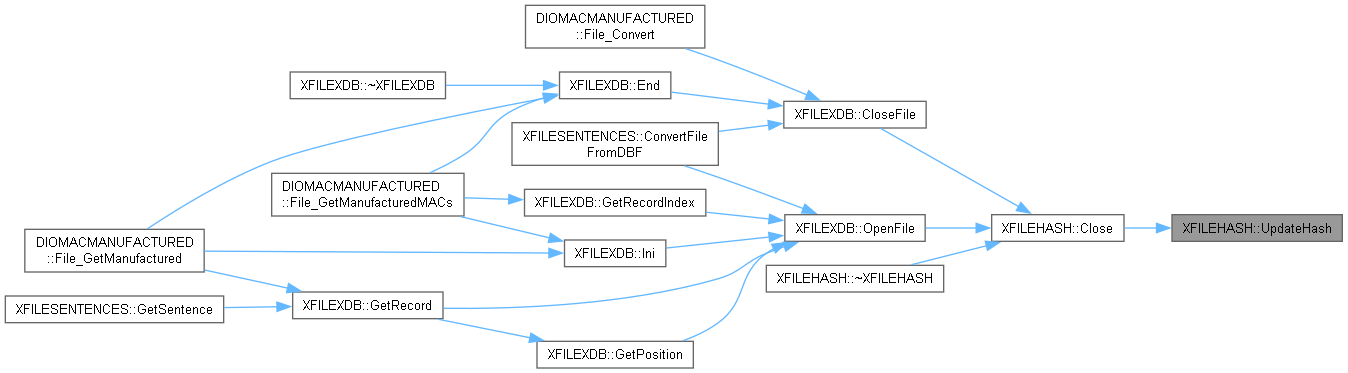 DIOMACMANUFACTURED
::File_Convert
XFILEXDB::~XFILEXDB
XFILEXDB::End
XFILEXDB::CloseFile
XFILESENTENCES::ConvertFile
FromDBF
DIOMACMANUFACTURED
::File_GetManufacturedMACs
XFILEXDB::GetRecordIndex
XFILEXDB::OpenFile
XFILEHASH::Close
XFILEHASH::UpdateHash
DIOMACMANUFACTURED
::File_GetManufactured
XFILEXDB::Ini
XFILEHASH::~XFILEHASH
XFILESENTENCES::GetSentence
XFILEXDB::GetRecord
XFILEXDB::GetPosition